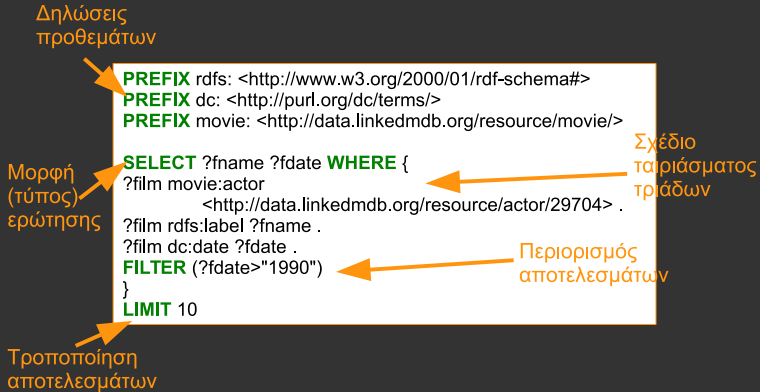 Δηλώσεις
προθεμάτων
PREFIX rdfs: <http://www.w3.org/2000/01/rdf-schema#>
PREFIX dc: <http://purl.org/dc/terms/>
PREFIX movie: <http://data.linkedmdb.org/resource/movie/>
Σχέδιο
ταιριάσματος
τριάδων
Μορφή
(τύπος)
ερώτησης
SELECT ?fname ?fdate WHERE {
?film movie:actor
<http://data.linkedmdb.org/resource/actor/29704> .
?film rdfs:label ?fname .
?film dc:date ?fdate .
FILTER (?fdate>"1990")
}
LIMIT 10
Περιορισμός
αποτελεσμάτων
Τροποποίηση
αποτελεσμάτων